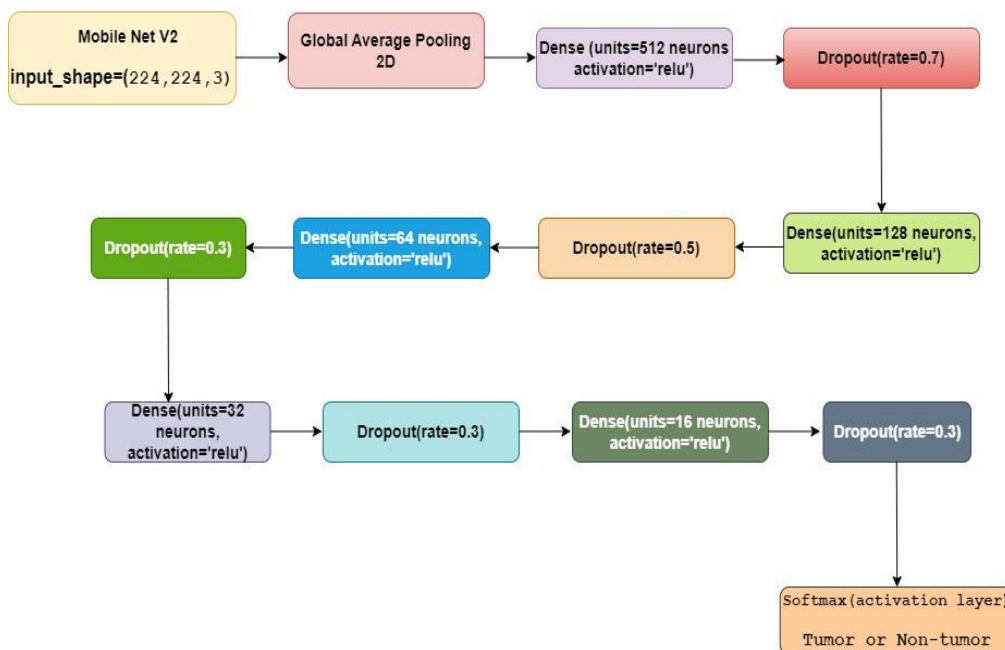 Mobile Net V2
input_shape=(224,224,3)
Global Average Pooling
2D
Dense (units=512 neurons
activation='relu')
Dropout(rate=0.7)
Dense(units=128 neurons,
activation='relu')
Dropout(rate=0.5)
Dense(units=64 neurons,
activation='relu')
Dropout(rate=0.3)
Dense(units=32
neurons,
activation='relu')
Dropout(rate=0.3)
Dense(units=16 neurons,
activation='relu')
Dropout(rate=0.3)
Softmax(activation layer)
Tumor or Non-tumor